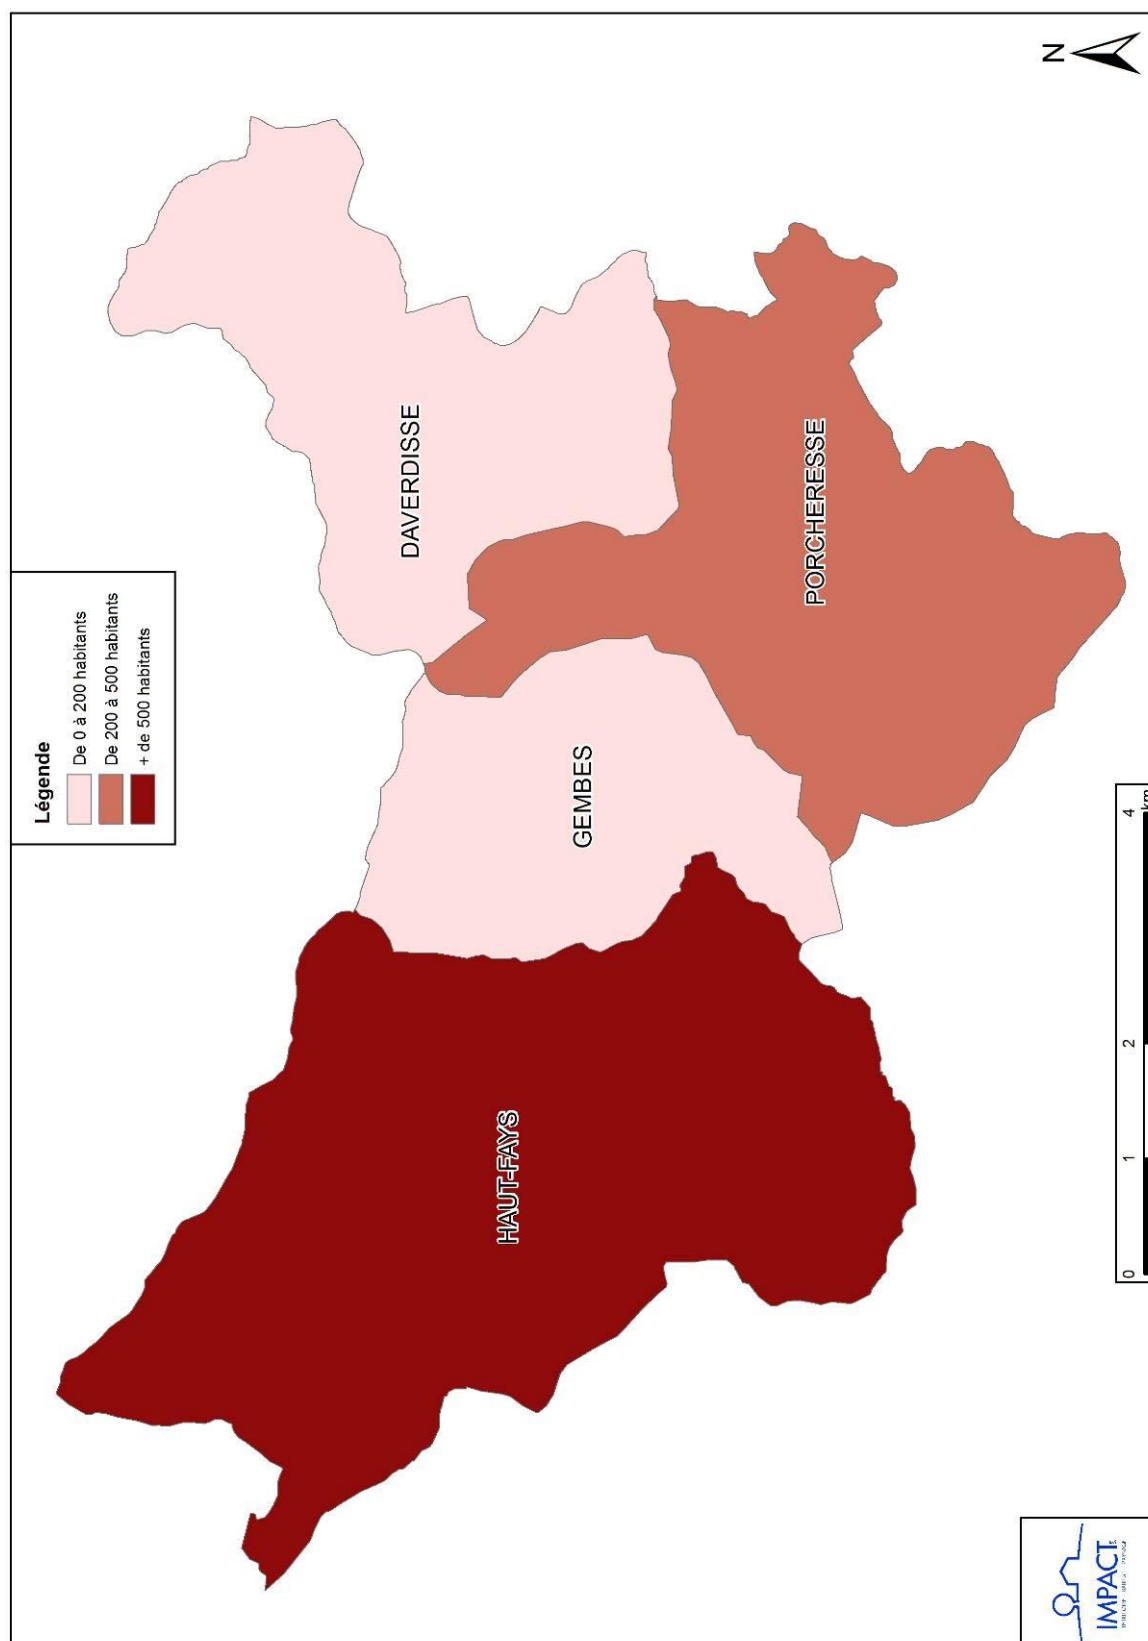 Légende
De 0 à 200 habitants
De 200 à 500 habitants
+ de 500 habitants
N
DAVERDISSE
PORCHERESSE
GEMBES
HAUT-FAYS
0 1 2 4
km
IMPACT